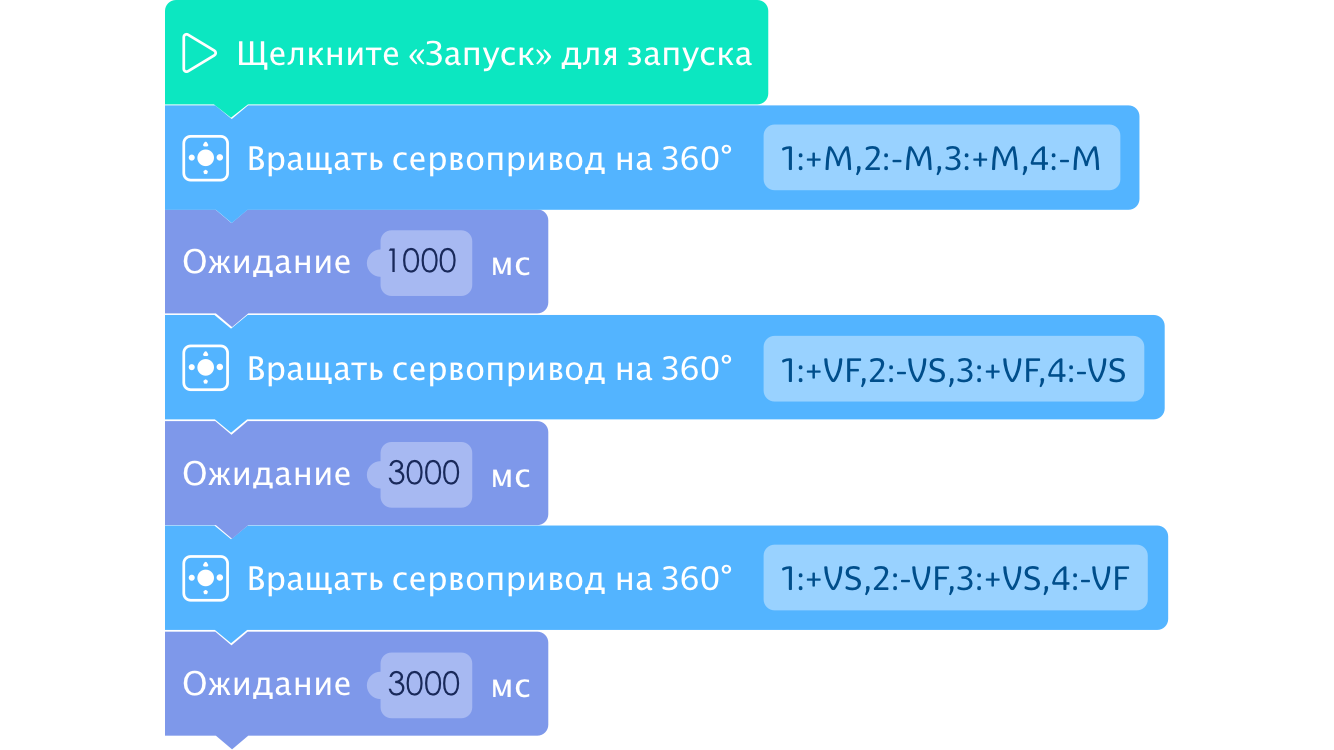 Щелкните «Запуск» для запуска
Вращать сервопривод на 360° 1:+M,2:-M,3:+M,4:-M
Ожидание 1000 мс
Вращать сервопривод на 360° 1:+VF,2:-VS,3:+VF,4:-VS
Ожидание 3000 мс
Вращать сервопривод на 360° 1:+VS,2:-VF,3:+VS,4:-VF
Ожидание 3000 мс